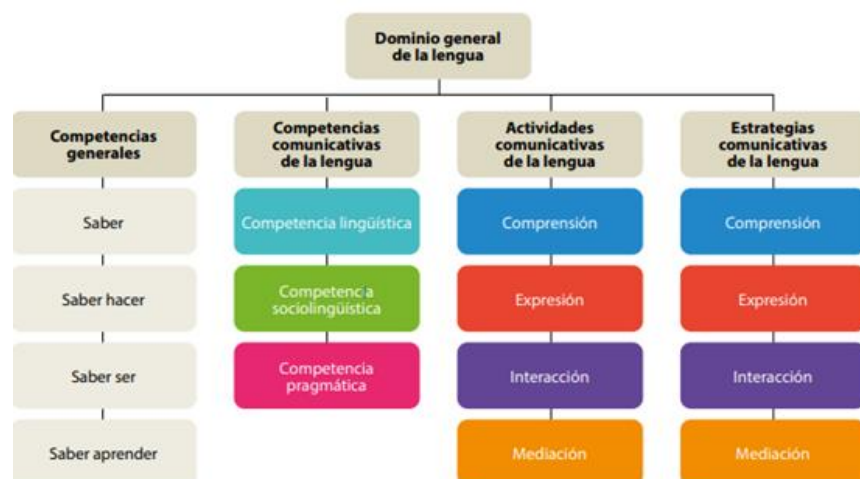 Dominio general
de la lengua
Competencias
generales
Saber
Saber hacer
Saber ser
Saber aprender
Competencias
comunicativas
de la lengua
Competencia lingüística
Competencia
sociolingüística
Competencia
pragmática
Actividades
comunicativas
de la lengua
Comprensión
Expresión
Interacción
Mediación
Estrategias
comunicativas
de la lengua
Comprensión
Expresión
Interacción
Mediación